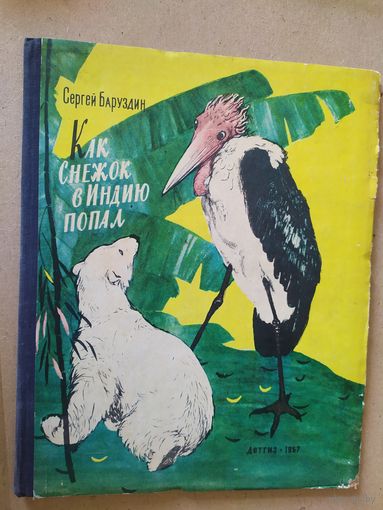 Сергей Баруздин
Как
Снежок
в Индию
попал
Детгиз • 1957